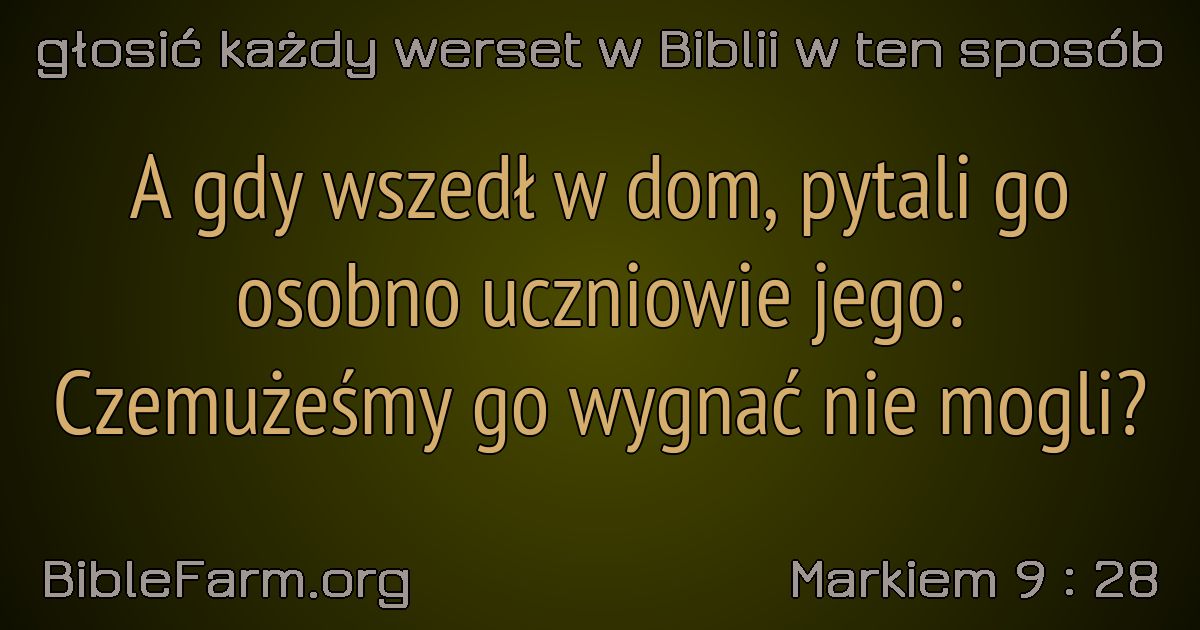 głosić każdy werset w Biblii w ten sposób
A gdy wszedł w dom, pytali go
osobno uczniowie jego:
Czemużeśmy go wygnać nie mogli?
BibleFarm.org
Markiem 9 : 28